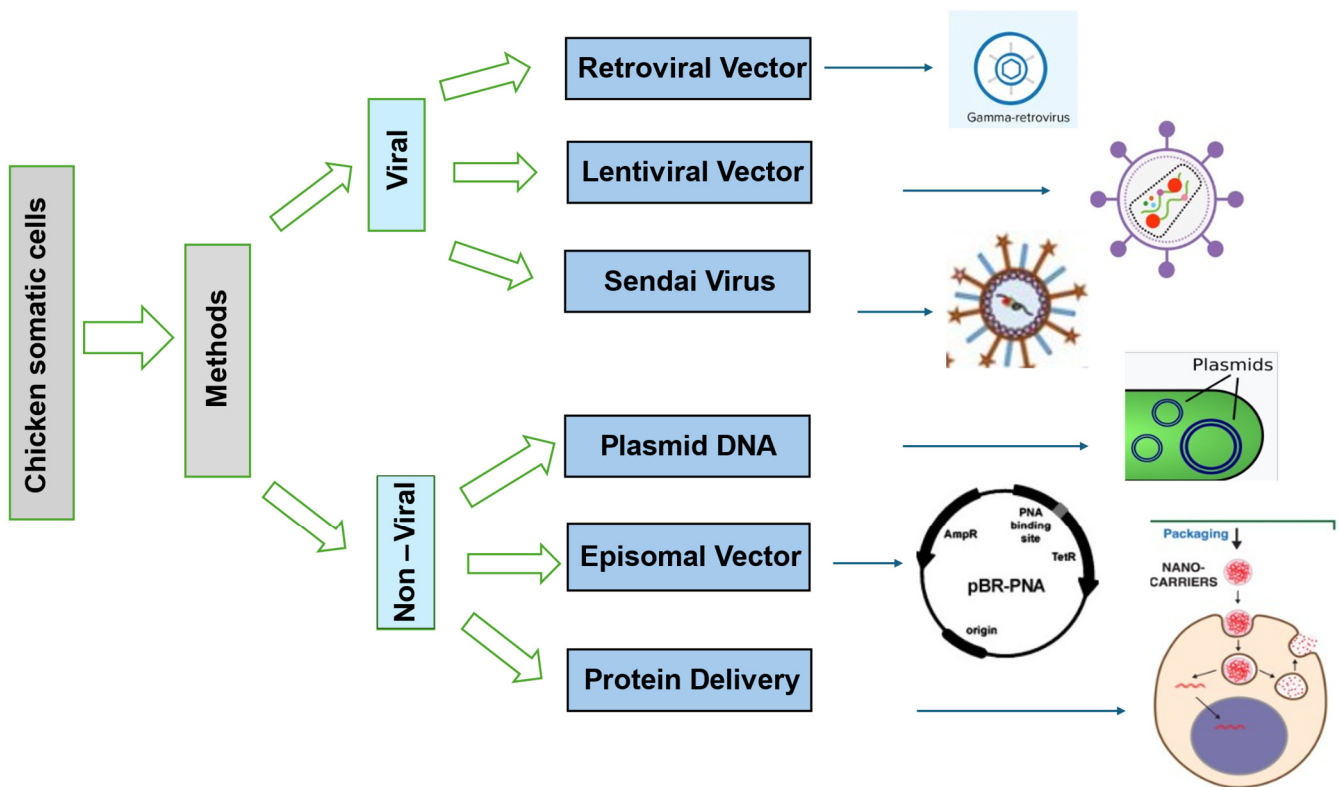 Chicken somatic cells
Methods
Viral
Non – Viral
Retroviral Vector
Lentiviral Vector
Sendai Virus
Plasmid DNA
Episomal Vector
Protein Delivery
Gamma-retrovirus
Plasmids
AmpR
PNA
binding
site
TetR
pBR-PNA
origin
Packaging
NANO-
CARRIERS